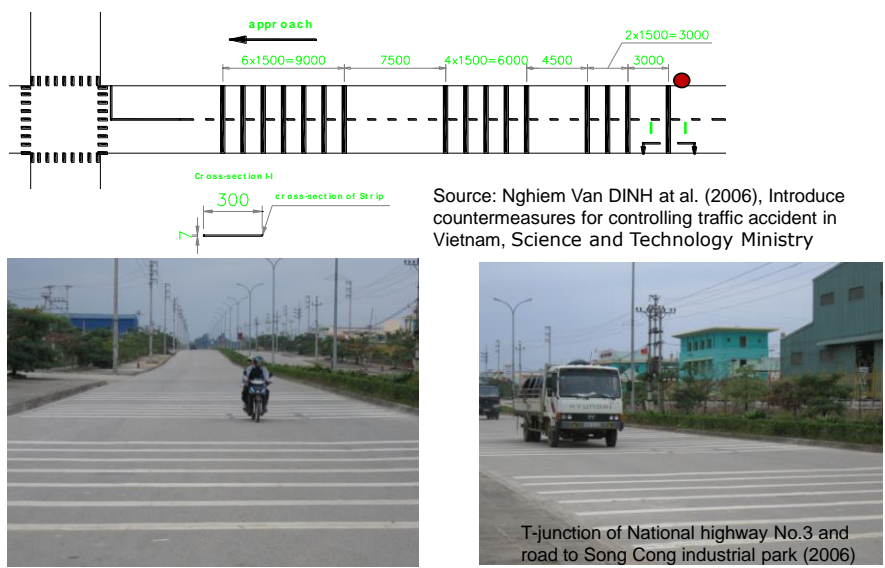 approach
2x1500=3000
6x1500=9000 7500 4x1500=6000 4500 3000
I I
Cross-section I-I
300
cross-section of Strip
7
Source: Nghiem Van DINH at al. (2006), Introduce
countermeasures for controlling traffic accident in
Vietnam, Science and Technology Ministry
HYUNDAI
T-junction of National highway No.3 and
road to Song Cong industrial park (2006)